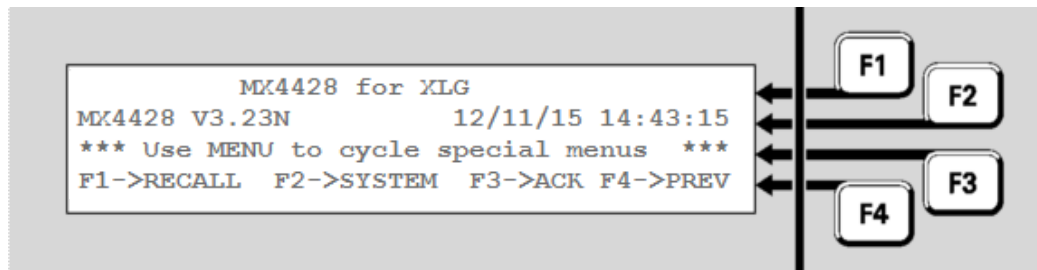 MX4428 for XLG
MX4428 V3.23N 12/11/15 14:43:15
*** Use MENU to cycle special menus ***
F1->RECALL F2->SYSTEM F3->ACK F4->PREV
F1
F2
F3
F4